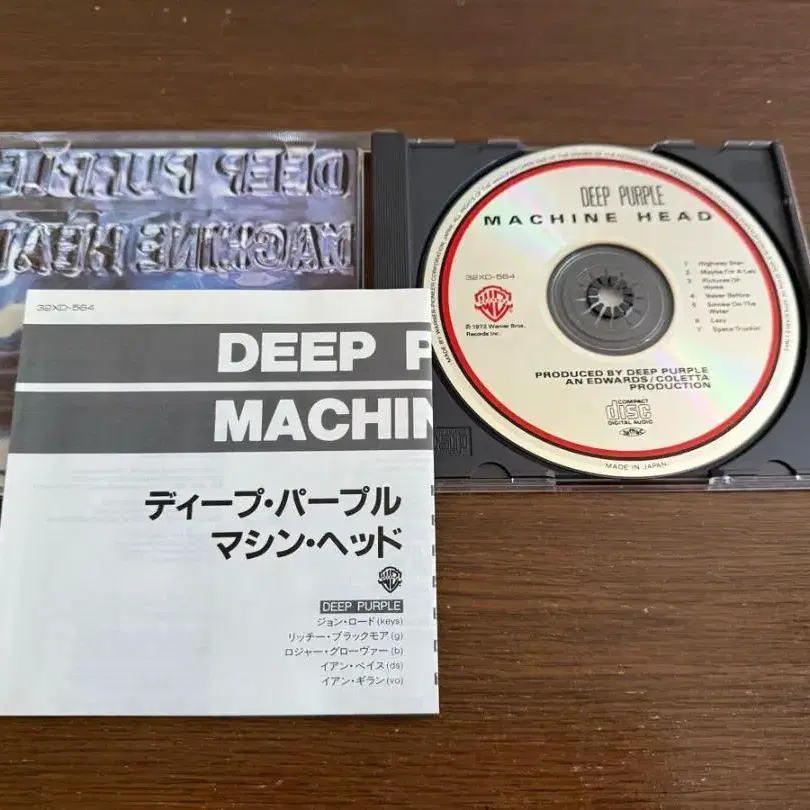 DEEP PURPLE
MACHINE HEAD
32XD-564
DEEP P
MACHIN
ディープ・パープル
マシン・ヘッド
DEEP PURPLE
ジョン・ロード(keys)
リッチー・ブラックモア(g)
ロジャー・グローヴァー(b)
イアン・ペイス(ds)
イアン・ギラン(vo)
DEEP PURPLE
MACHINE HEAD
32XD-564
℗1972 Warner Bros.
Records Inc.
1 Highway Star
2 Maybe I'm A Leo
3 Pictures Of
Home
4 Never Before
5 Smoke On The
Water
6 Lazy
7 Space Truckin'
PRODUCED BY DEEP PURPLE
AN EDWARDS/COLETTA
PRODUCTION
COMPACT
disc
DIGITAL AUDIO
MADE IN JAPAN